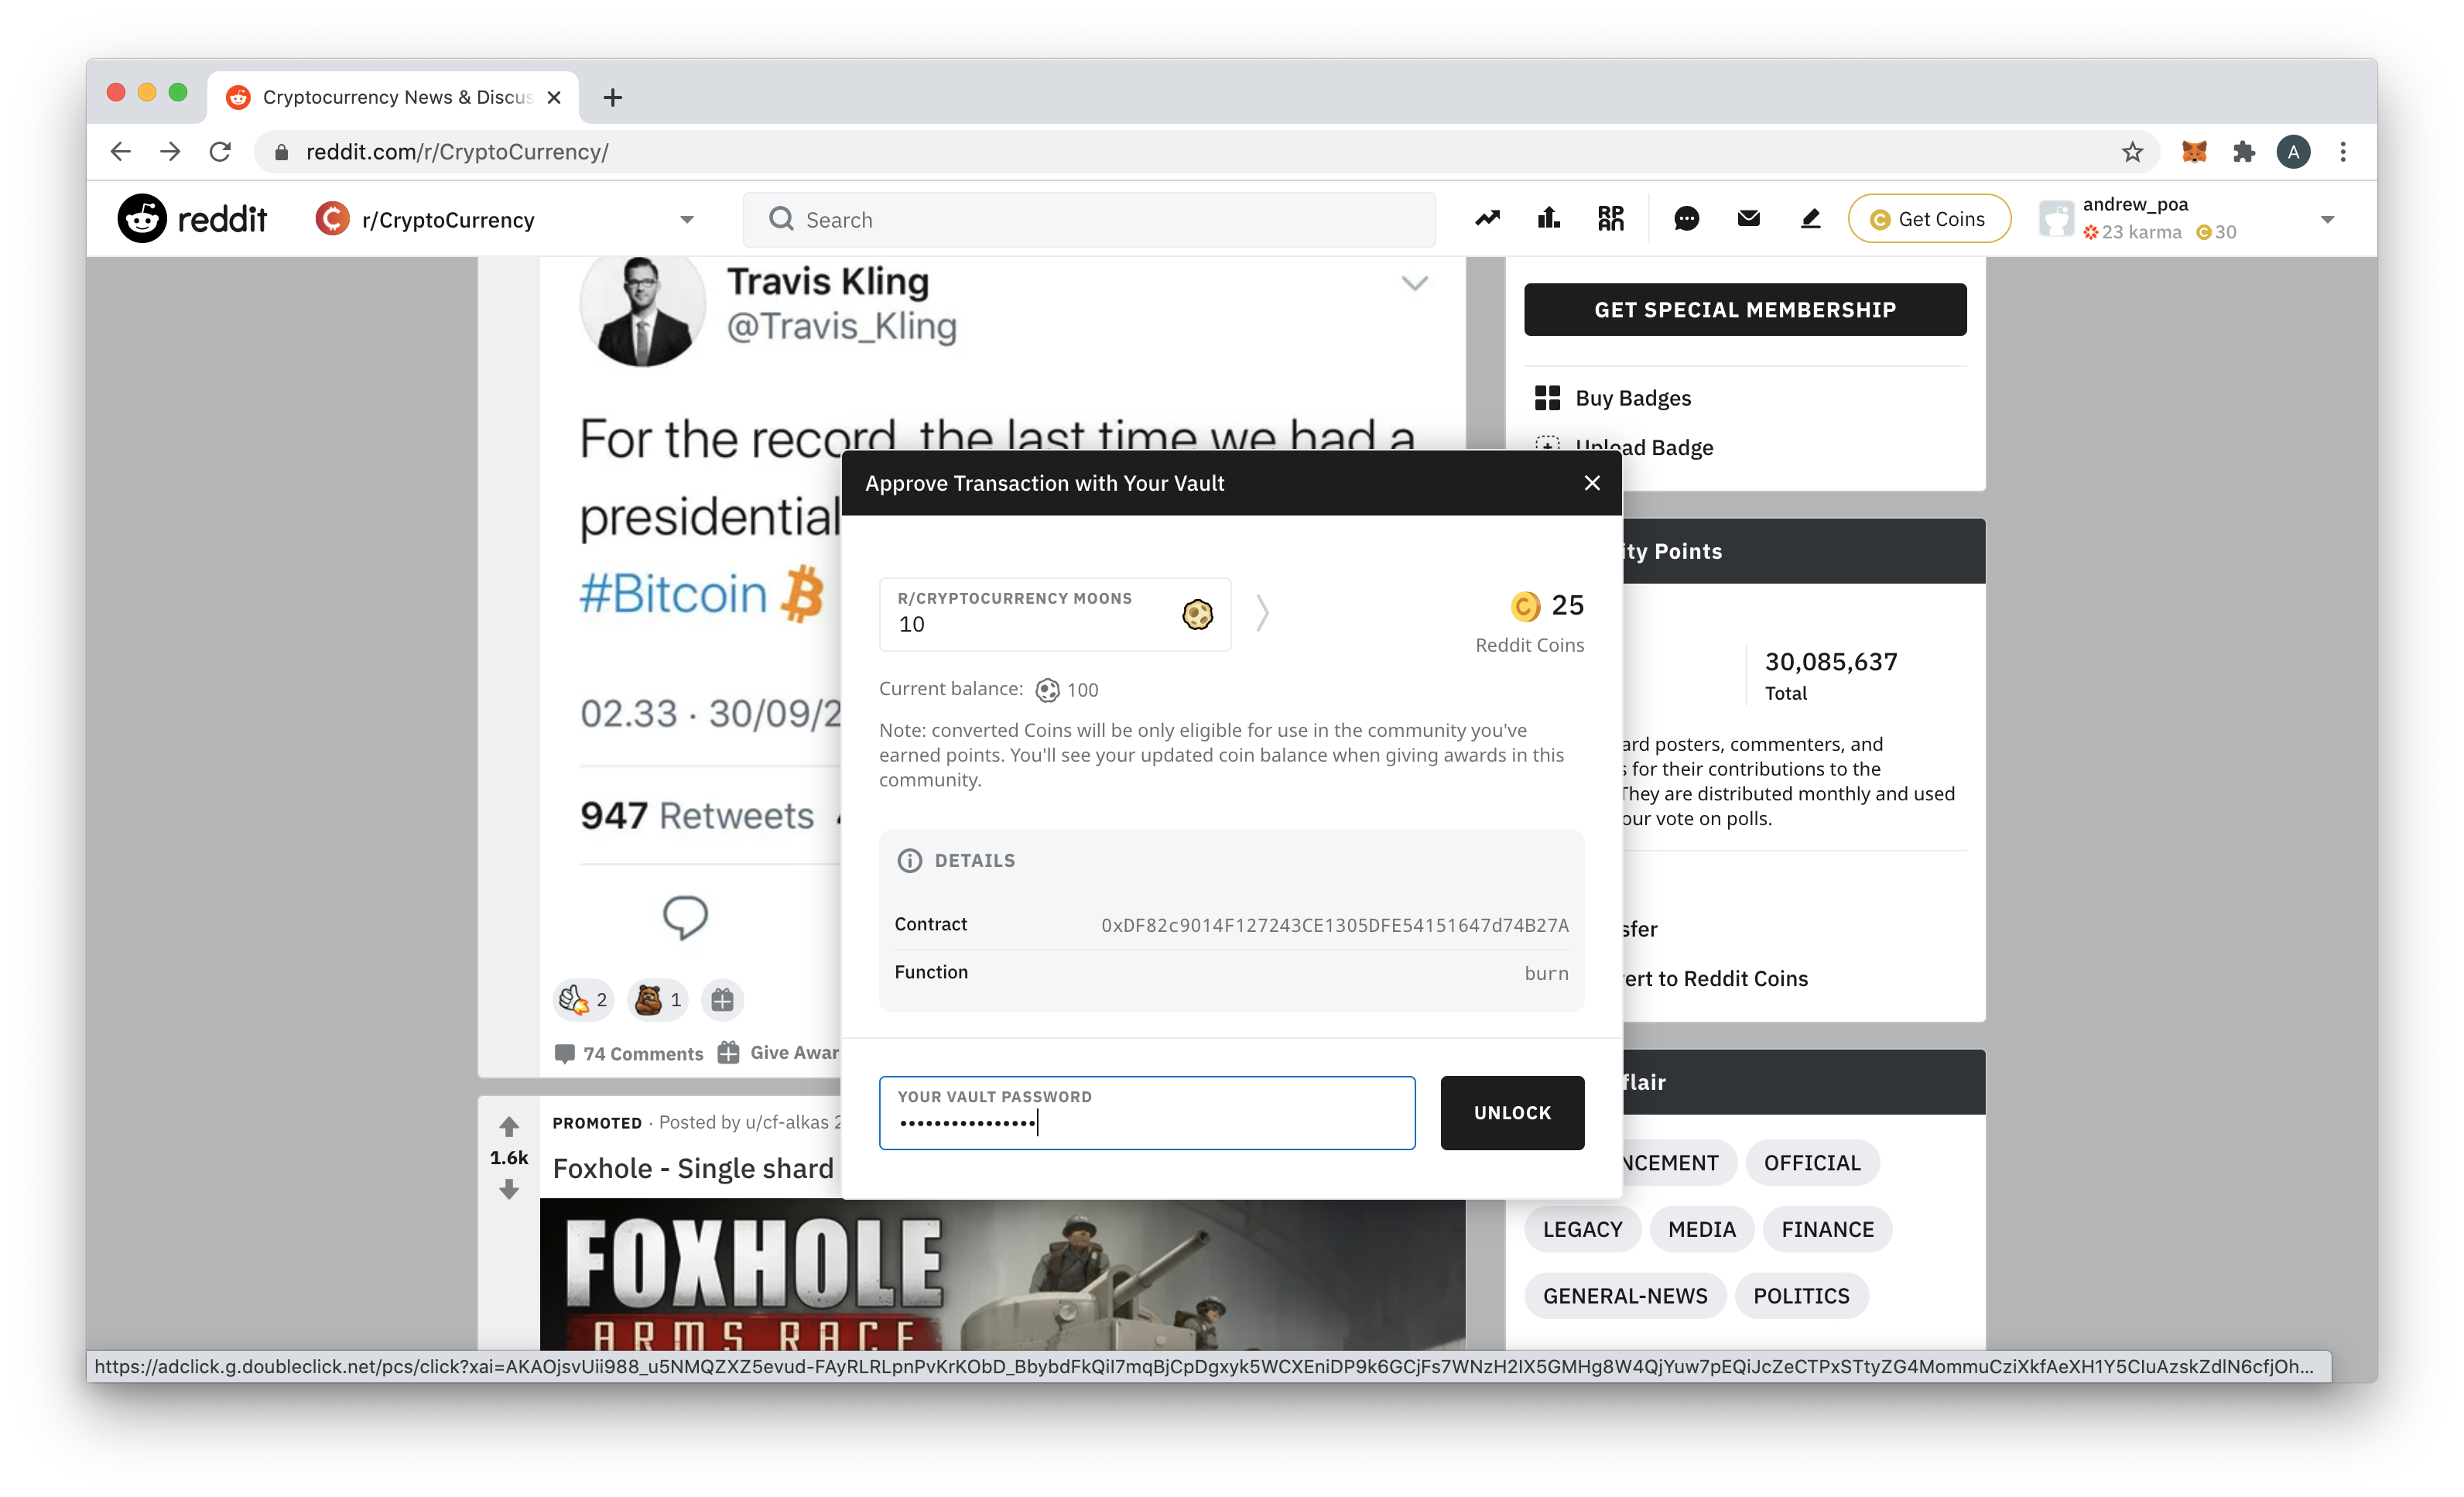 Cryptocurrency News & Discus
reddit.com/r/CryptoCurrency/
A
reddit
r/CryptoCurrency
Search
RPAN
Get Coins
andrew_poa
23 karma 30
Travis Kling
@Travis_Kling
For the record, the last time we had a
presidential
#Bitcoin
02.33 · 30/09/2
947 Retweets
2 1
74 Comments Give Awar
PROMOTED · Posted by u/cf-alkas 2
1.6k
Foxhole - Single shard
FOXHOLE
ARMS RACE
Approve Transaction with Your Vault
R/CRYPTOCURRENCY MOONS
10
25
Reddit Coins
Current balance: 100
Note: converted Coins will be only eligible for use in the community you've
earned points. You'll see your updated coin balance when giving awards in this
community.
DETAILS
Contract 0xDF82c9014F127243CE1305DFE54151647d74B27A
Function burn
YOUR VAULT PASSWORD
••••••••••••••••
UNLOCK
GET SPECIAL MEMBERSHIP
Buy Badges
Upload Badge
ity Points
30,085,637
Total
ard posters, commenters, and
s for their contributions to the
They are distributed monthly and used
our vote on polls.
sfer
ert to Reddit Coins
flair
NCEMENT OFFICIAL
LEGACY MEDIA FINANCE
GENERAL-NEWS POLITICS
https://adclick.g.doubleclick.net/pcs/click?xai=AKAOjsvUii988_u5NMQZXZ5evud-FAyRLRLpnPvKrKObD_BbybdFkQiI7mqBjCpDgxyk5WCXEniDP9k6GCjFs7WNzH2IX5GMHg8W4QjYuw7pEQiJcZeCTPxSTtyZG4MommuCziXkfAeXH1Y5CluAzskZdlN6cfjOh...